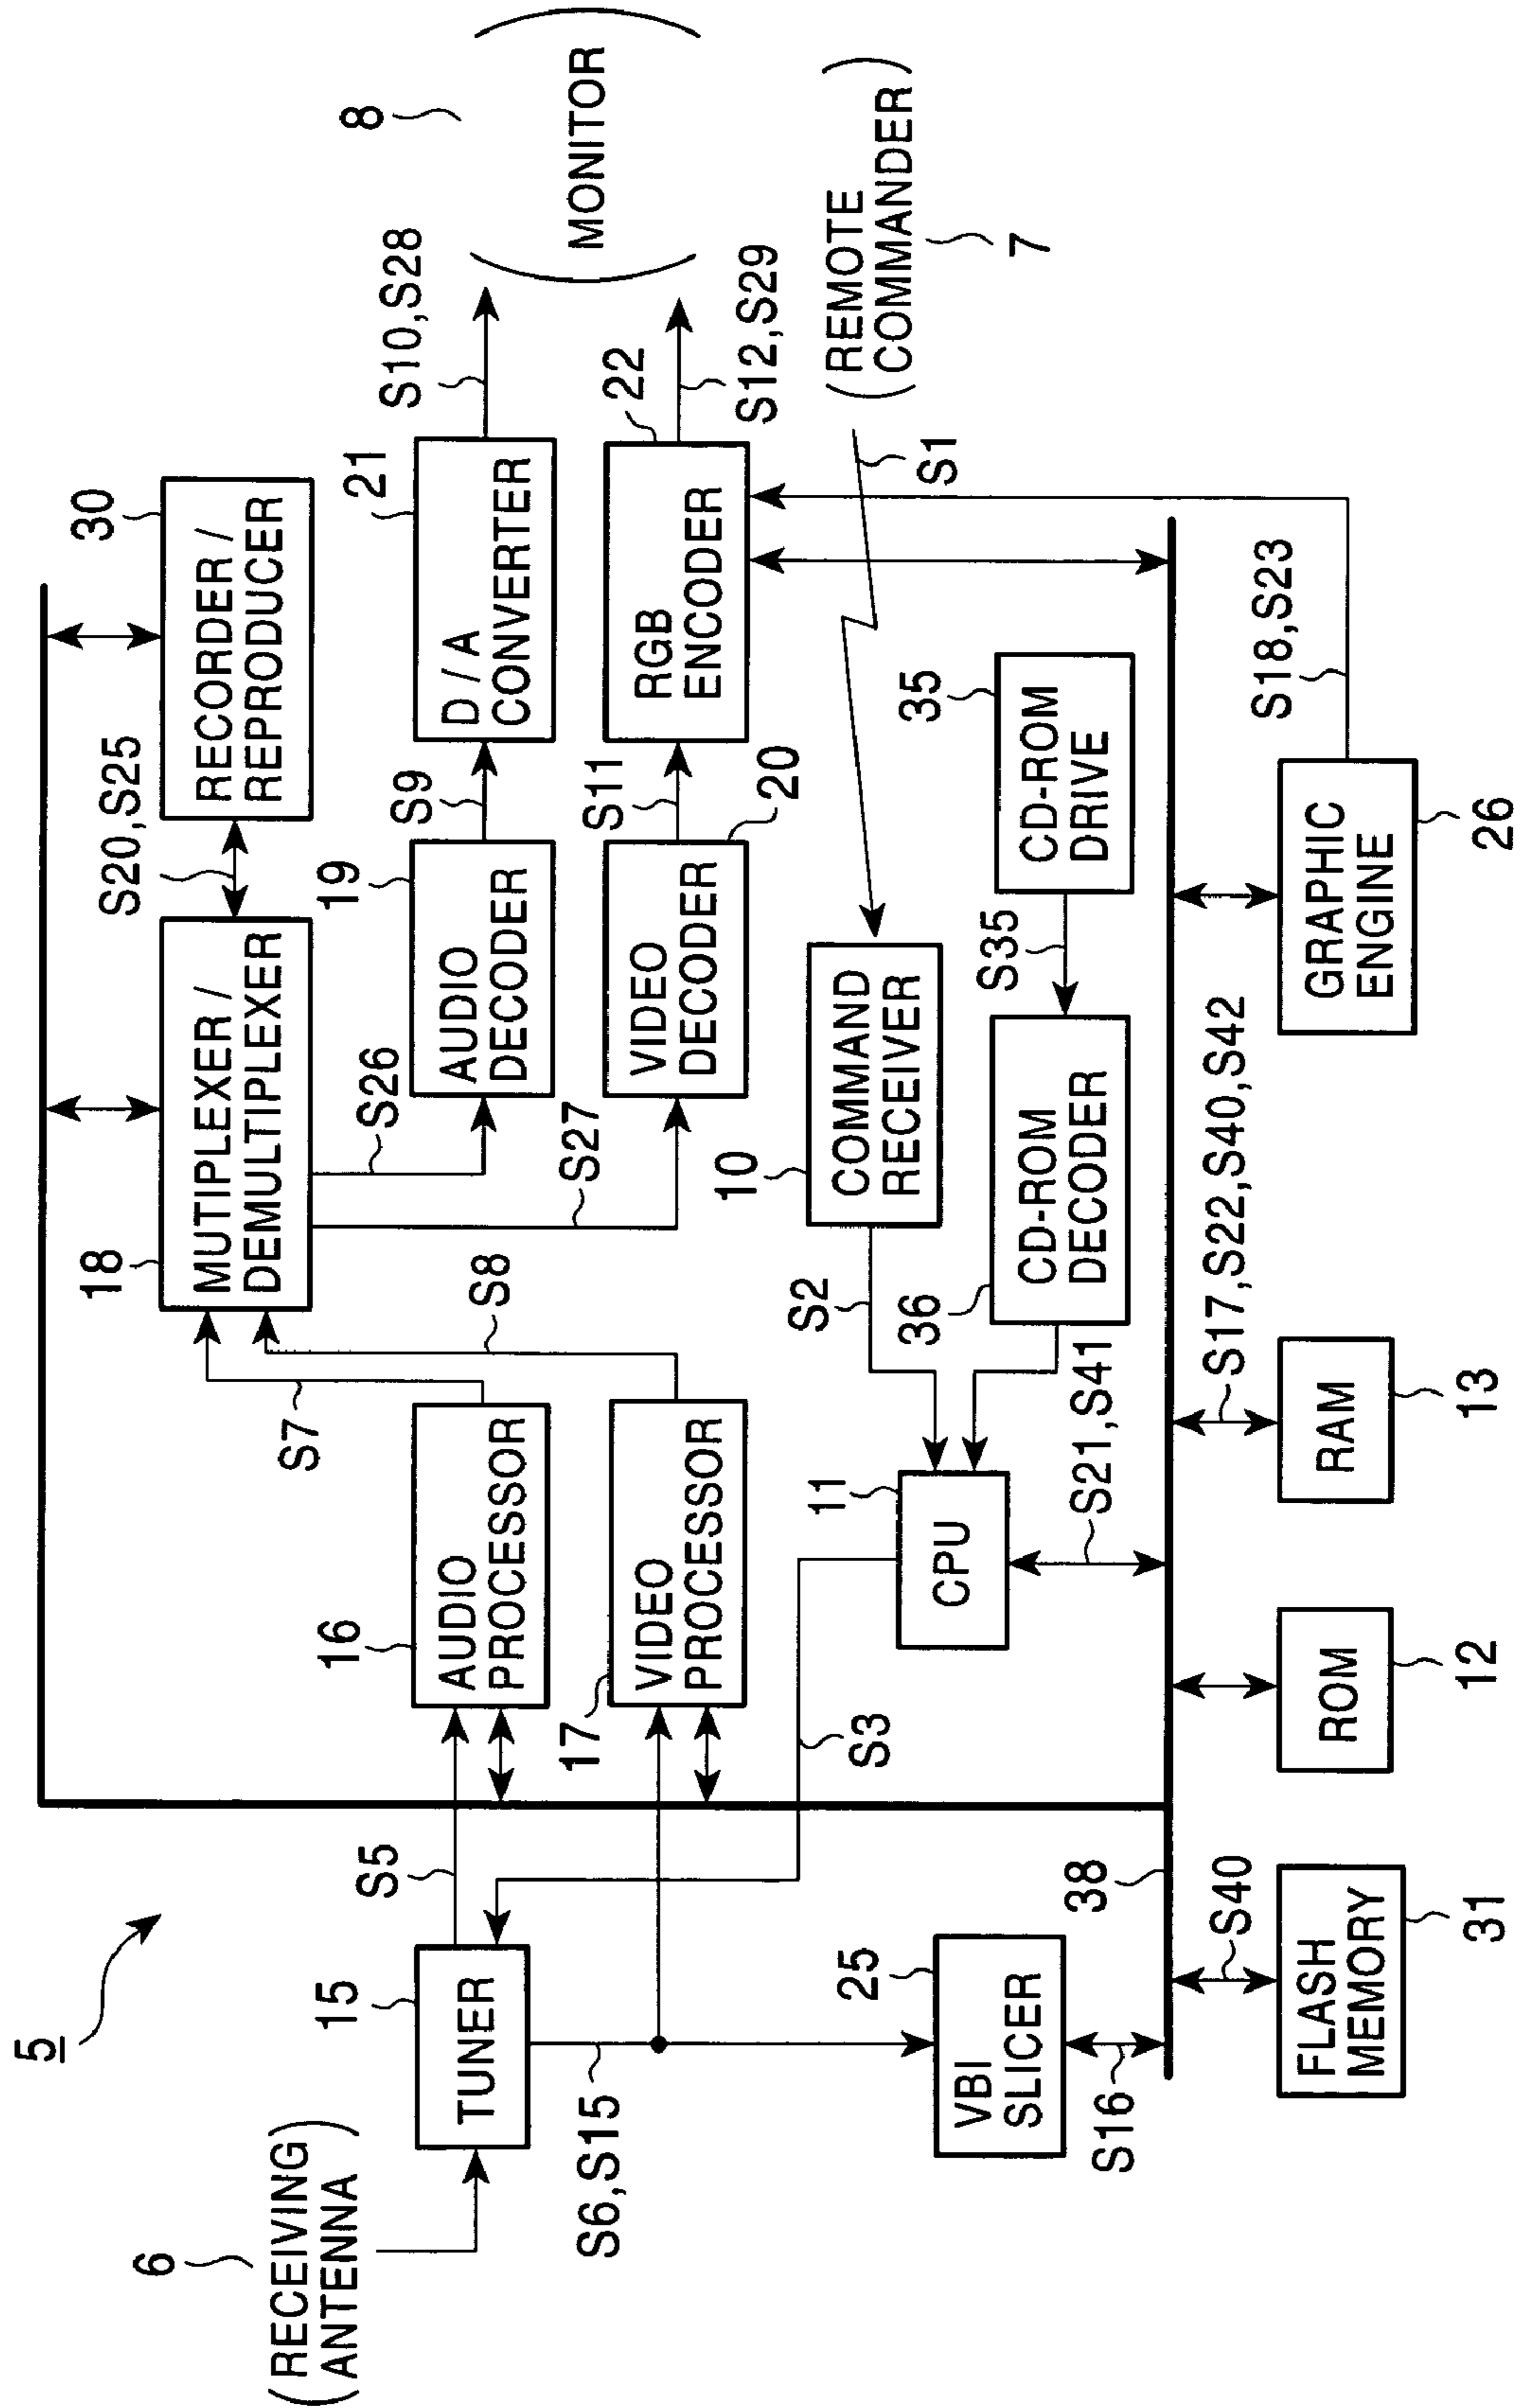 5
6
(RECEIVING
ANTENNA)
15
TUNER
S5
S6,S15
25
VBI
SLICER
S16
38
S40
FLASH
MEMORY
31
16
AUDIO
PROCESSOR
17
VIDEO
PROCESSOR
S3
S7
S8
11
CPU
S21,S41
ROM
12
RAM
13
S17,S22,S40,S42
18
MUTIPLEXER /
DEMULTIPLEXER
S26
S27
S20,S25
30
RECORDER /
REPRODUCER
19
AUDIO
DECODER
S9
21
D / A
CONVERTER
S10,S28
VIDEO
DECODER
20
S11
22
RGB
ENCODER
S12,S29
8
(MONITOR)
(REMOTE
COMMANDER)
7
S1
10
COMMAND
RECEIVER
S2
36
CD-ROM
DECODER
S35
35
CD-ROM
DRIVE
S18,S23
GRAPHIC
ENGINE
26